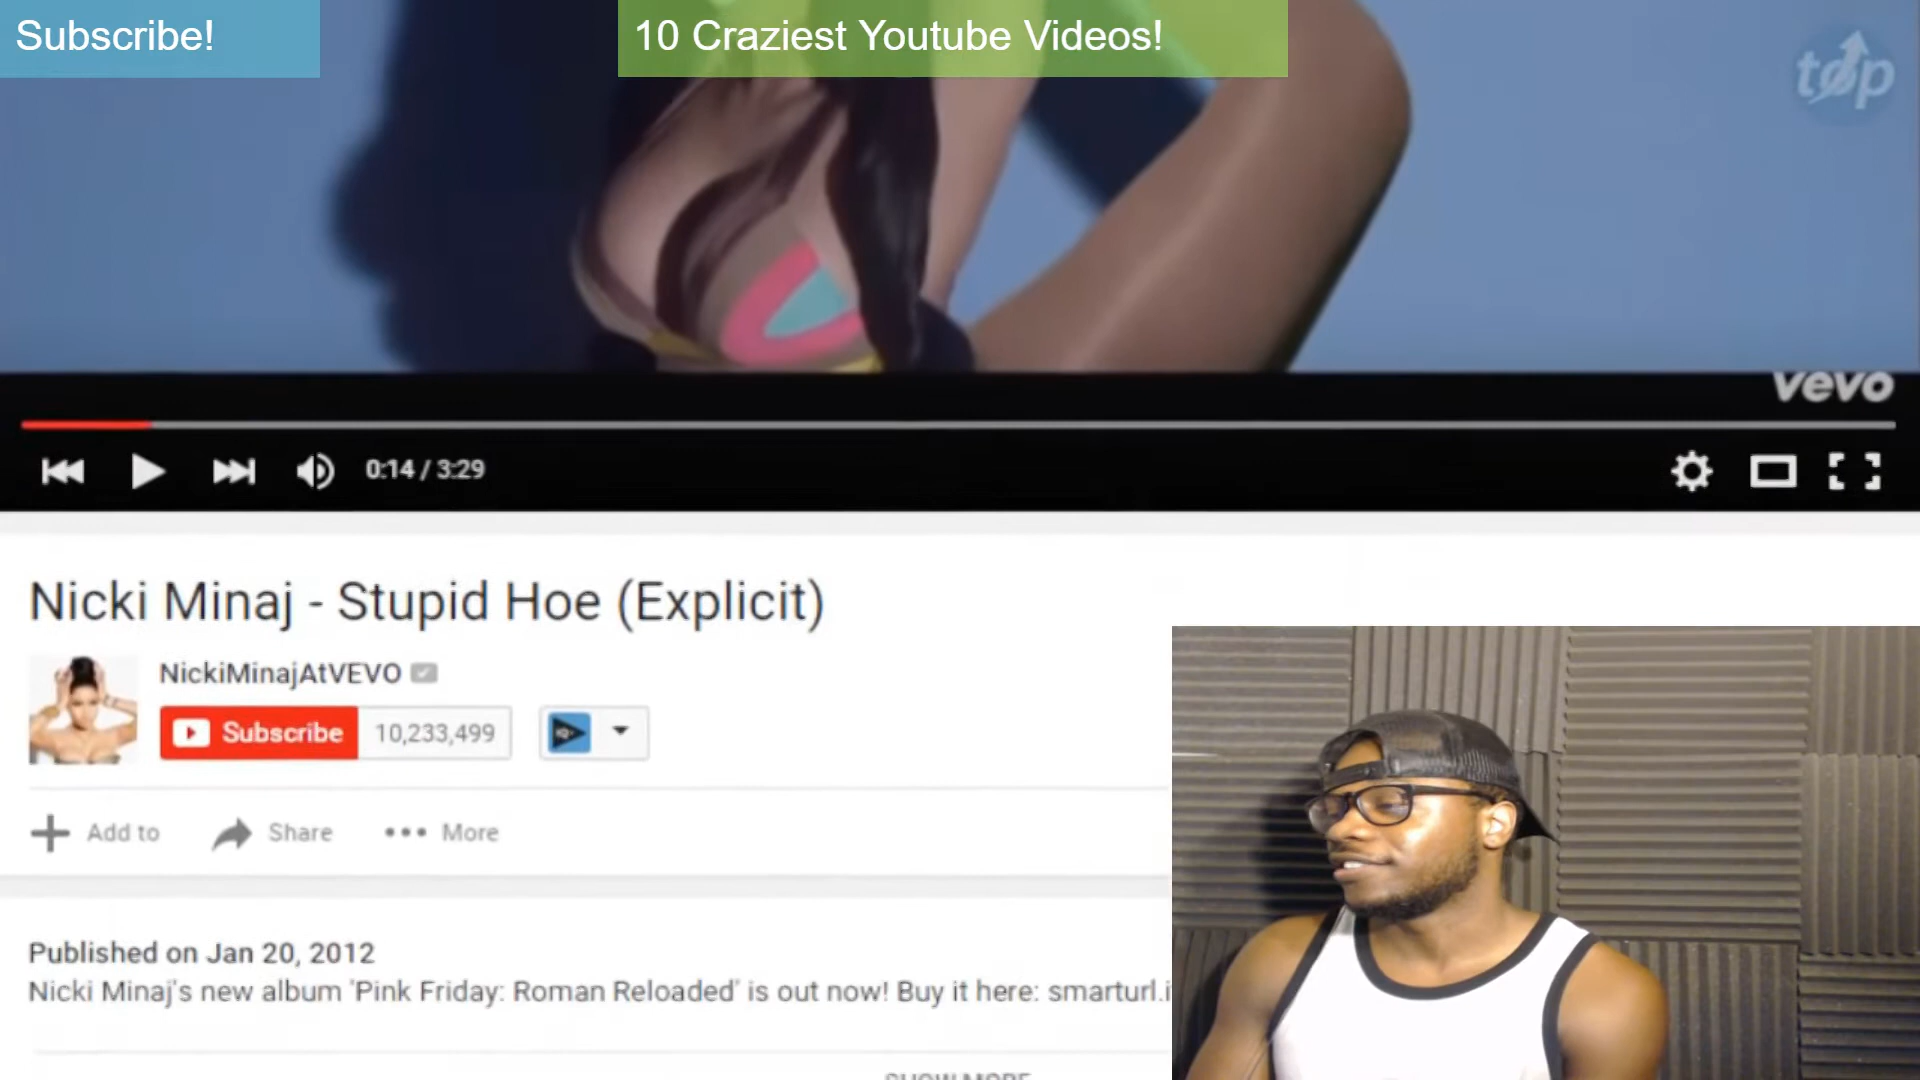 Subscribe!
10 Craziest Youtube Videos!
top
vevo
0:14 / 3:29
Nicki Minaj - Stupid Hoe (Explicit)
NickiMinajAtVEVO
Subscribe 10,233,499
Add to Share More
Published on Jan 20, 2012
Nicki Minaj's new album 'Pink Friday: Roman Reloaded' is out now! Buy it here: smarturl.i
SHOW MORE